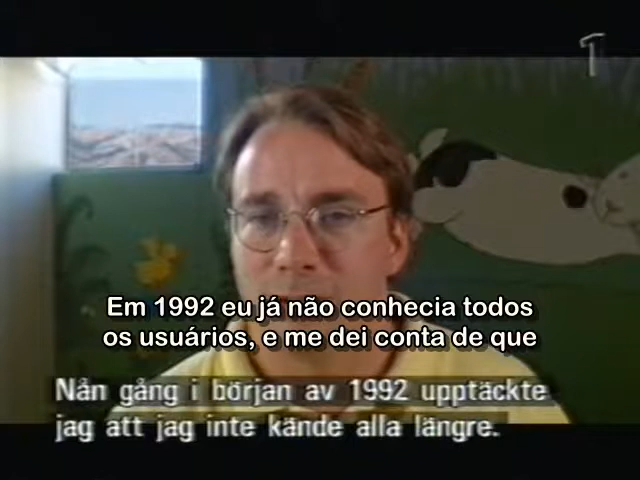 1
Em 1992 eu já não conhecia todos
os usuários, e me dei conta de que
Nån gång i början av 1992 upptäckte
jag att jag inte kände alla längre.